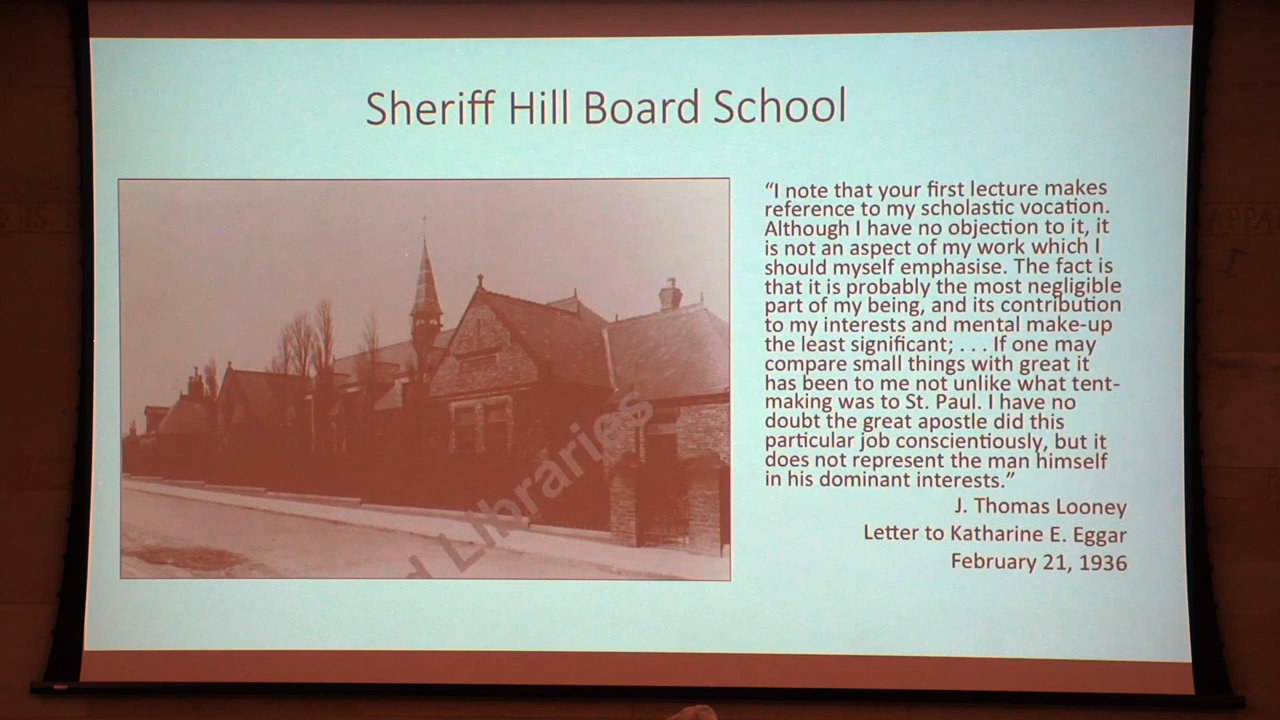 Sheriff Hill Board School
“I note that your first lecture makes
reference to my scholastic vocation.
Although I have no objection to it, it
is not an aspect of my work which I
should myself emphasise. The fact is
that it is probably the most negligible
part of my being, and its contribution
to my interests and mental make-up
the least significant; . . . If one may
compare small things with great it
has been to me not unlike what tent-
making was to St. Paul. I have no
doubt the great apostle did this
particular job conscientiously, but it
does not represent the man himself
in his dominant interests.”
J. Thomas Looney
Letter to Katharine E. Eggar
February 21, 1936
Libraries